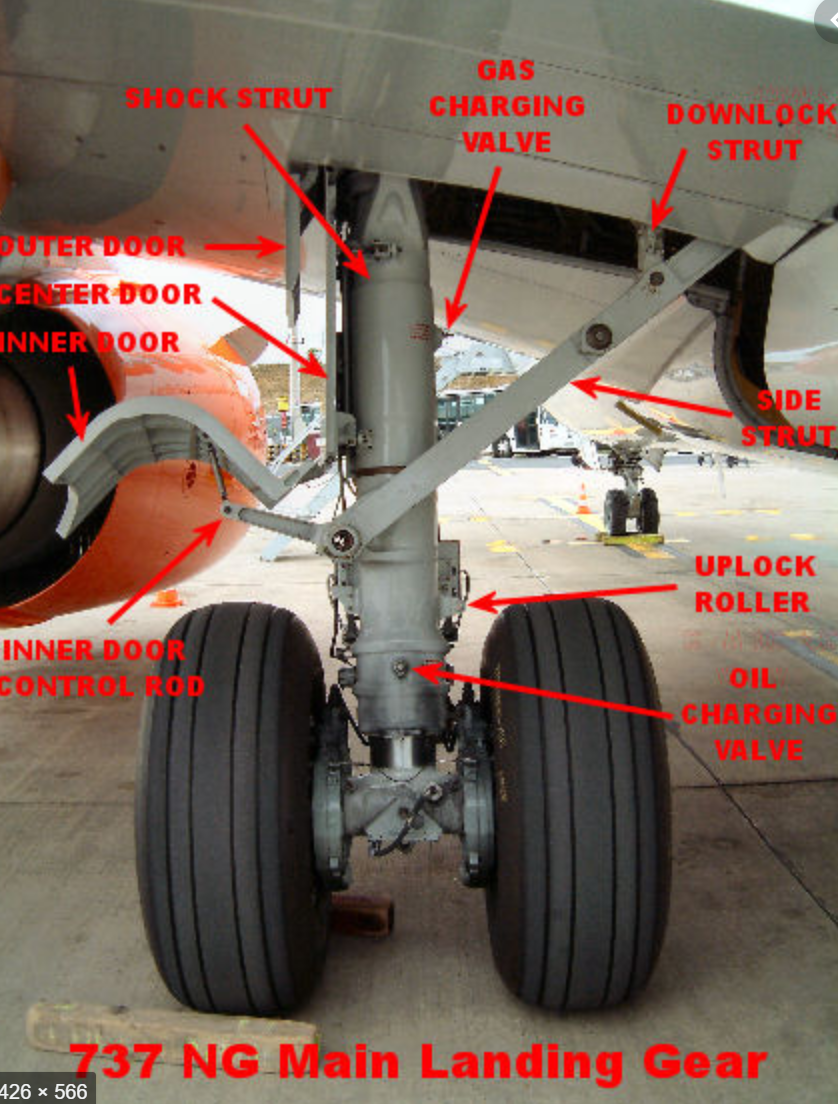 GAS
CHARGING
VALVE
SHOCK STRUT
DOWNLOCK
STRUT
OUTER DOOR
CENTER DOOR
INNER DOOR
SIDE
STRUT
UPLOCK
ROLLER
INNER DOOR
CONTROL ROD
OIL
CHARGING
VALVE
737 NG Main Landing Gear
426 × 566